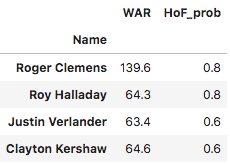 WAR HoF_prob
Name
Roger Clemens 139.6 0.8
Roy Halladay 64.3 0.8
Justin Verlander 63.4 0.6
Clayton Kershaw 64.6 0.6